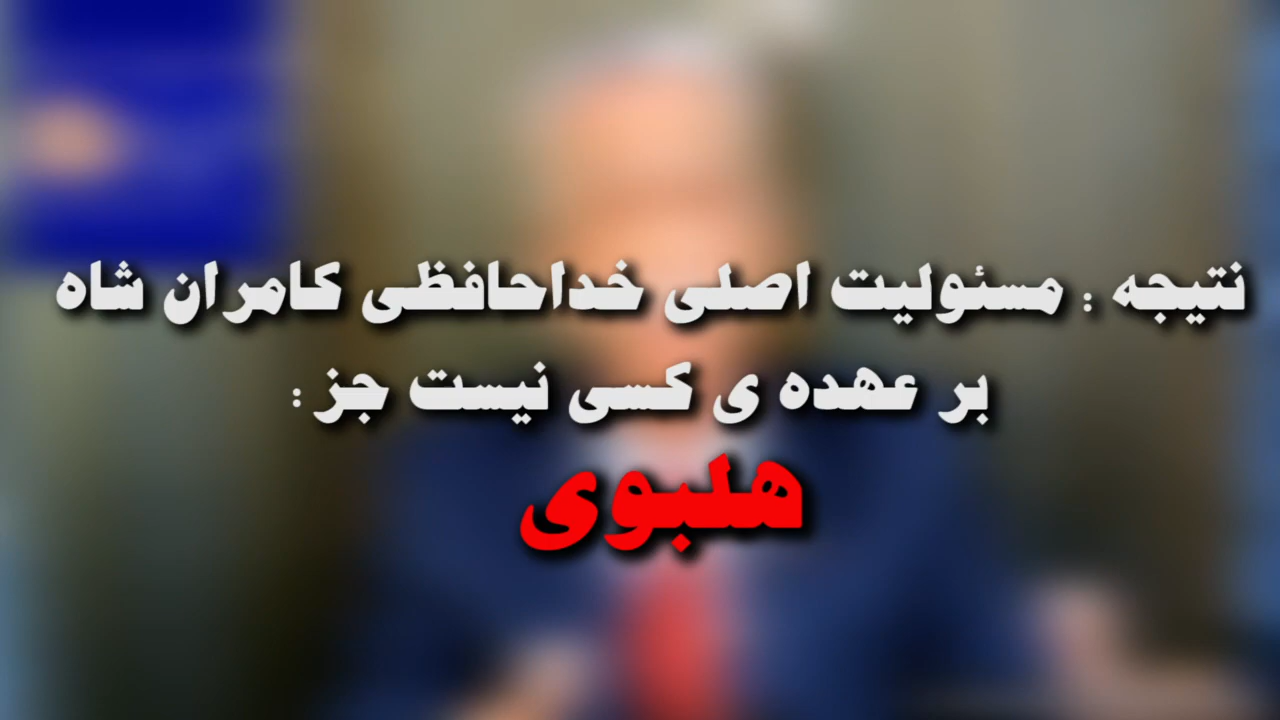 نتیجه : مسئولیت اصلی خداحافظی کامران شاه
بر عهده ی کسی نیست جز :
هلبوی